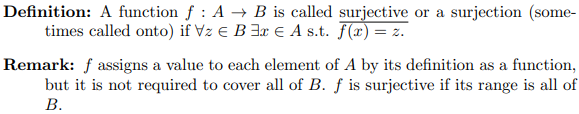 Definition: A function f : A → B is called surjective or a surjection (some-
times called onto) if ∀z ∈ B ∃x ∈ A s.t. f(x) = z.
Remark: f assigns a value to each element of A by its definition as a function,
but it is not required to cover all of B. f is surjective if its range is all of
B.